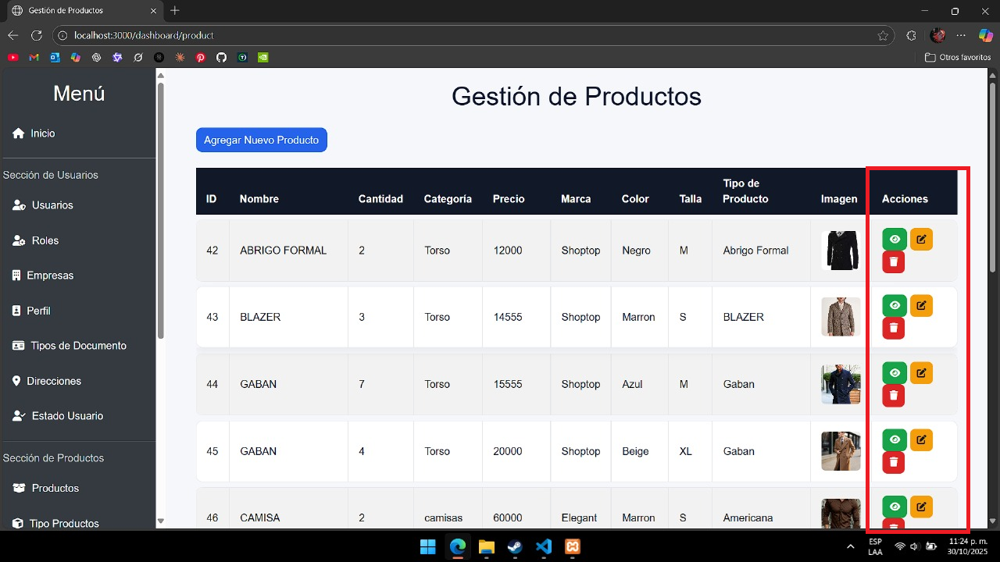 Gestión de Productos
localhost:3000/dashboard/product
Otros favoritos
Menú
Inicio
Sección de Usuarios
Usuarios
Roles
Empresas
Perfil
Tipos de Documento
Direcciones
Estado Usuario
Sección de Productos
Productos
Tipo Productos
Gestión de Productos
Agregar Nuevo Producto
ID Nombre Cantidad Categoría Precio Marca Color Talla Tipo de Producto Imagen Acciones
42 ABRIGO FORMAL 2 Torso 12000 Shoptop Negro M Abrigo Formal
43 BLAZER 3 Torso 14555 Shoptop Marron S BLAZER
44 GABAN 7 Torso 15555 Shoptop Azul M Gaban
45 GABAN 4 Torso 20000 Shoptop Beige XL Gaban
46 CAMISA 2 camisas 60000 Elegant Marron S Americana
ESP
LAA
11:24 p. m.
30/10/2025